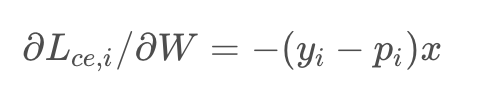 ∂L_{ce,i}/∂W = −(y_i − p_i)x